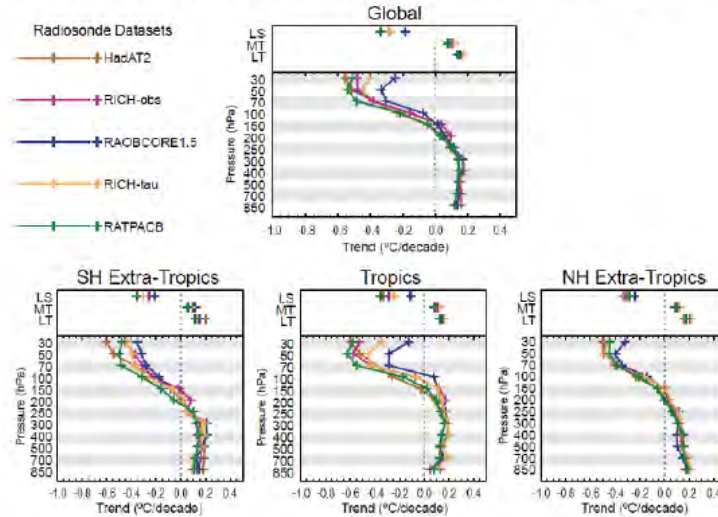 Radiosonde Datasets
HadAT2
RICH-obs
RAOBCORE1.5
RICH-tau
RATPACB
Global
LS
MT
LT
30
50
70
100
150
200
250
300
400
500
700
850
Pressure (hPa)
-1.0 -0.8 -0.6 -0.4 -0.2 0.0 0.2 0.4
Trend (ºC/decade)
SH Extra-Tropics
LS
MT
LT
30
50
70
100
150
200
250
300
400
500
700
850
Pressure (hPa)
-1.0 -0.8 -0.6 -0.4 -0.2 0.0 0.2 0.4
Trend (ºC/decade)
Tropics
LS
MT
LT
30
50
70
100
150
200
250
300
400
500
700
850
Pressure (hPa)
-1.0 -0.8 -0.6 -0.4 -0.2 0.0 0.2 0.4
Trend (ºC/decade)
NH Extra-Tropics
LS
MT
LT
30
50
70
100
150
200
250
300
400
500
700
850
Pressure (hPa)
-1.0 -0.8 -0.6 -0.4 -0.2 0.0 0.2 0.4
Trend (ºC/decade)